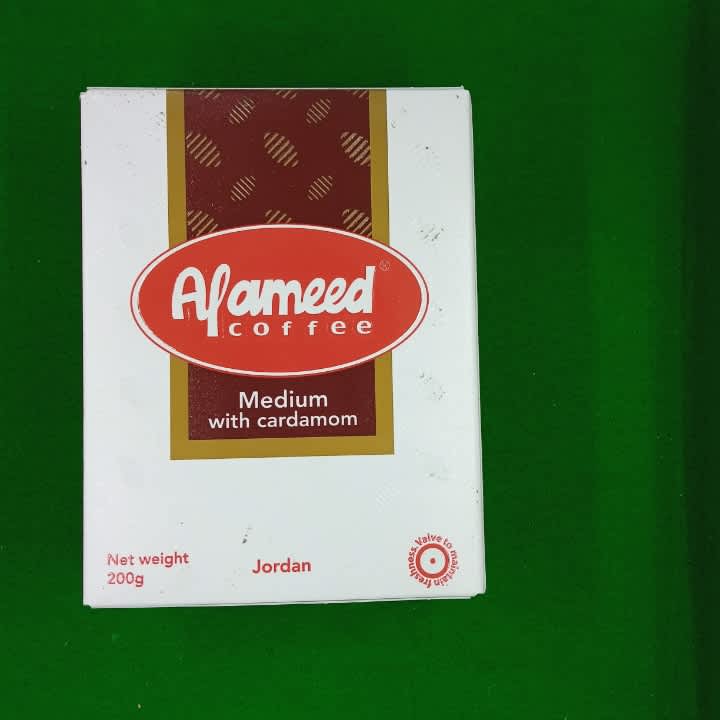 Alameed®
coffee
Medium
with cardamom
Net weight
200g
Jordan
Valve to maintain freshness